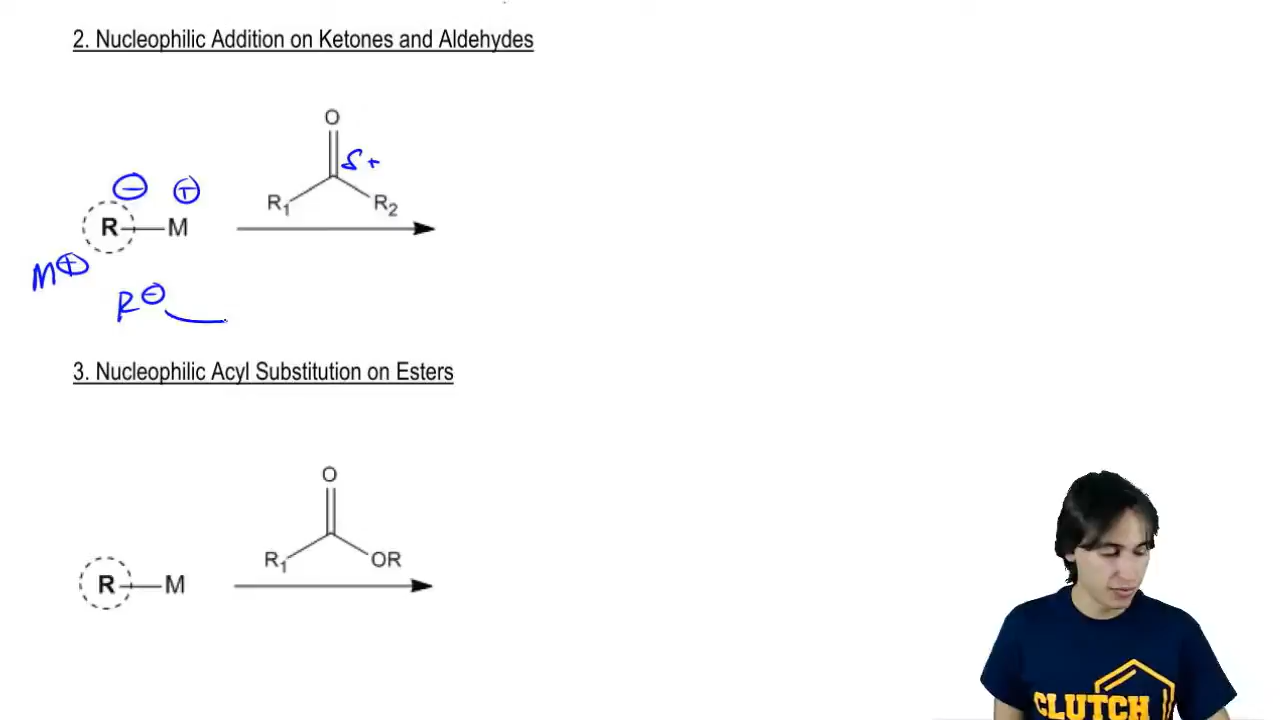 2. Nucleophilic Addition on Ketones and Aldehydes
O
δ+
R1 R2
⊖ ⊕
R M
M⊕
R⊖
3. Nucleophilic Acyl Substitution on Esters
O
R1 OR
R M
CLUTCH